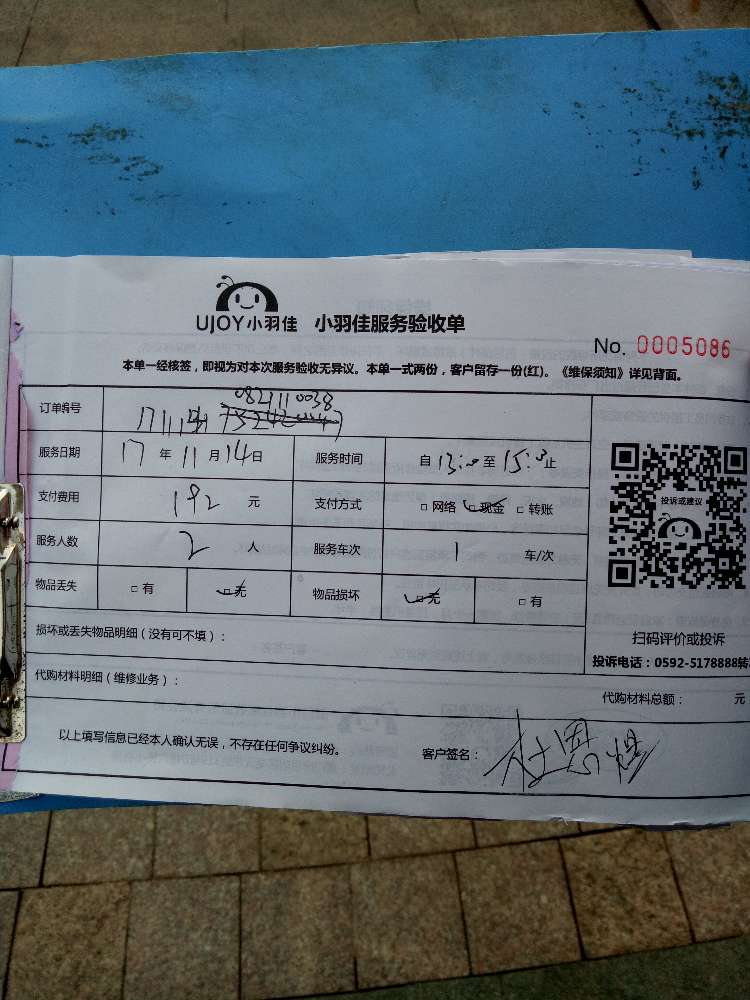 UJOY小羽佳 小羽佳服务验收单
No. 0005086
本单一经核签，即视为对本次服务验收无异议。本单一式两份，客户留存一份(红)。《维保须知》详见背面。
订单编号 0821110038
服务日期 17 年 11 月 14 日 服务时间 自 13:00 至 15:30 止
支付费用 192 元 支付方式 □ 网络 □ 现金 □ 转账
服务人数 2 人 服务车次 1 车/次
物品丢失 □ 有 □ 无 物品损坏 □ 无 □ 有
损坏或丢失物品明细（没有可不填）：
代购材料明细（维修业务）：
代购材料总额： 元
以上填写信息已经本人确认无误，不存在任何争议纠纷。 客户签名：
投诉或建议
扫码评价或投诉
投诉电话：0592-5178888转